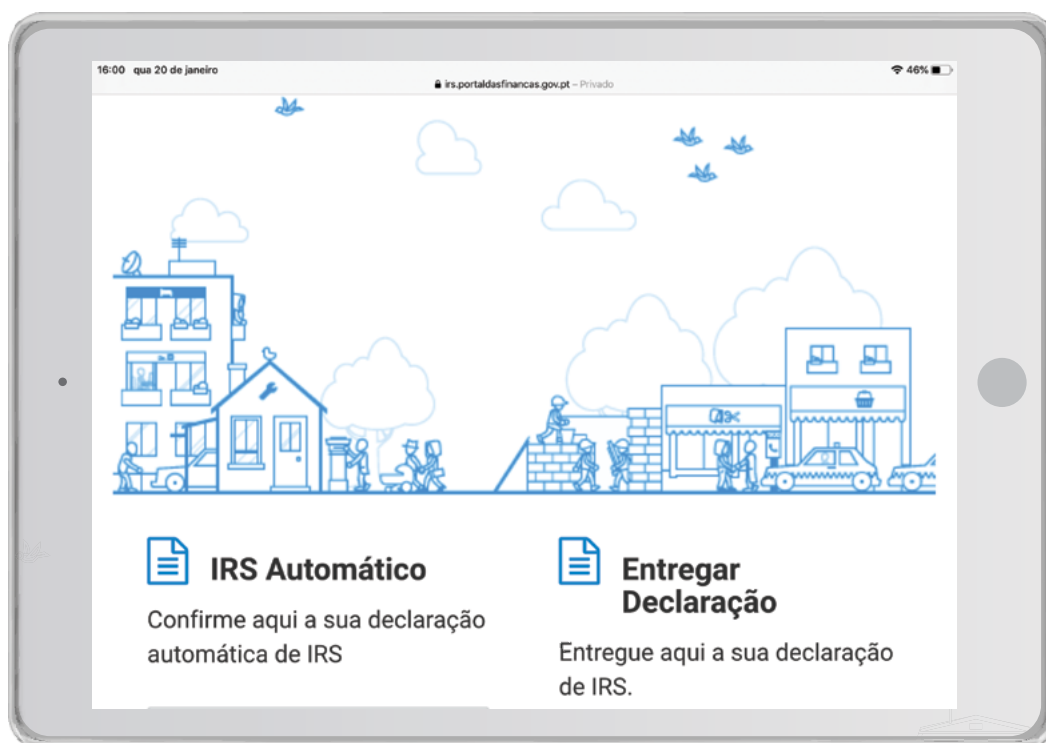 16:00 qua 20 de janeiro
46%
irs.portaldasfinancas.gov.pt – Privado
IRS Automático
Confirme aqui a sua declaração
automática de IRS
Entregar
Declaração
Entregue aqui a sua declaração
de IRS.